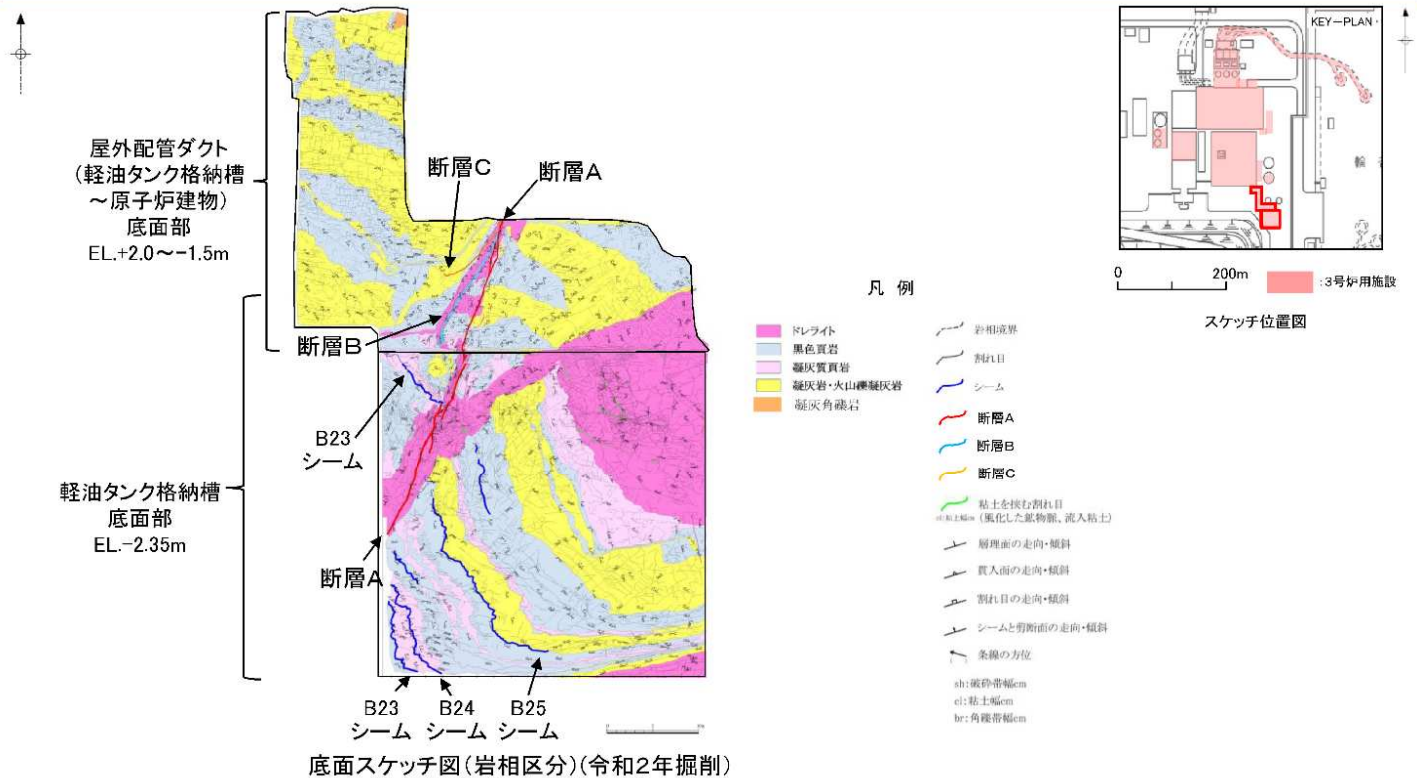 屋外配管ダクト
(軽油タンク格納槽
～原子炉建物)
底面部
EL.+2.0～-1.5m
軽油タンク格納槽
底面部
EL.-2.35m
断層C
断層A
断層B
B23
シーム
断層A
B23
シーム
B24
シーム
B25
シーム
底面スケッチ図(岩相区分)(令和2年掘削)
凡 例
ドレライト
黒色頁岩
凝灰質頁岩
凝灰岩・火山礫凝灰岩
凝灰角礫岩
岩相境界
割れ目
シーム
断層A
断層B
断層C
粘土を挟む割れ目
(風化した鉱物脈、流入粘土)
層理面の走向・傾斜
貫入面の走向・傾斜
割れ目の走向・傾斜
シームと剪断面の走向・傾斜
条線の方位
sh:破砕帯幅cm
cl:粘土幅cm
br:角礫帯幅cm
KEY-PLAN
輪
0 200m
:3号炉用施設
スケッチ位置図